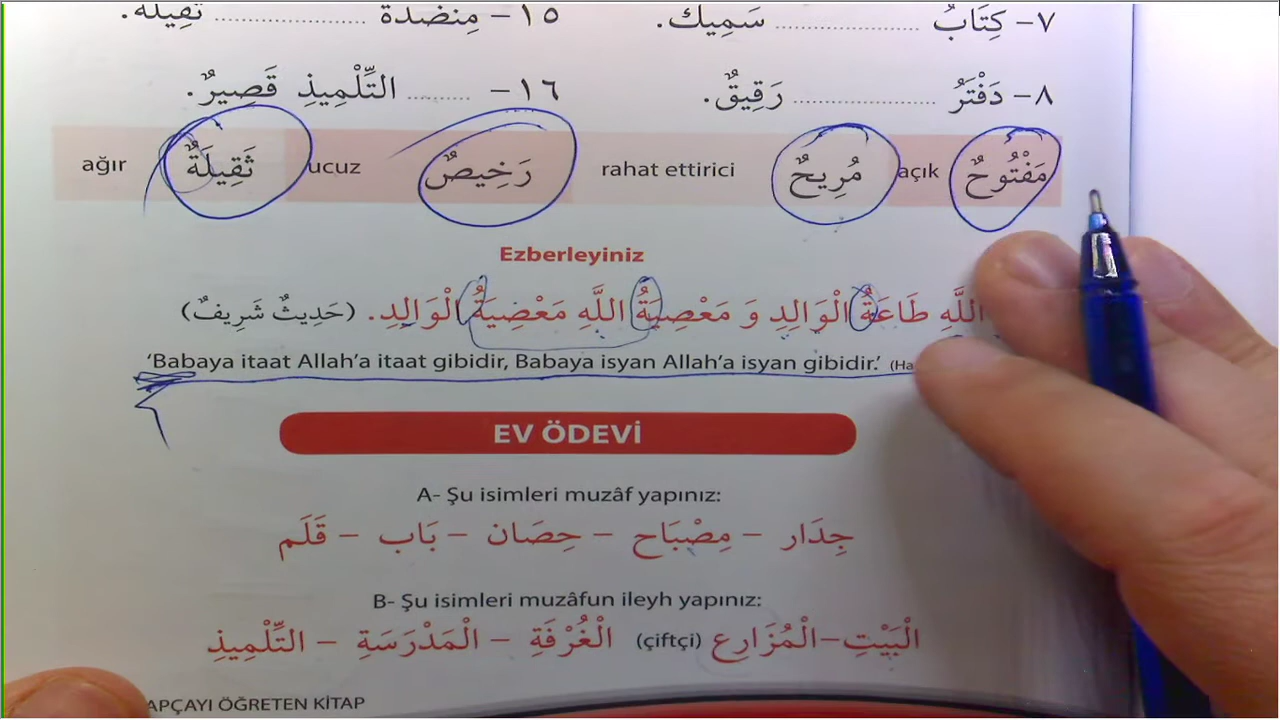 ٧- كِتَابُ ........................ سَمِيكٌ. ١٥- مِنْضَدَةُ ........................ ثَقِيلَةٌ.
٨- دَفْتَرُ ........................ رَقِيقٌ. ١٦- .......... التِّلْمِيذِ قَصِيرٌ.
مَفْتُوحٌ açık مُرِيحٌ rahat ettirici رَخِيصٌ ucuz ثَقِيلَةٌ ağır
Ezberleyiniz
اللَّهِ طَاعَةُ الْوَالِدِ وَ مَعْصِيَةُ اللَّهِ مَعْصِيَةُ الْوَالِدِ. (حَدِيثٌ شَرِيفٌ)
'Babaya itaat Allah'a itaat gibidir, Babaya isyan Allah'a isyan gibidir.' (Ha
EV ÖDEVİ
A- Şu isimleri muzâf yapınız:
جِدَار – مِصْبَاح – حِصَان – بَاب – قَلَم
B- Şu isimleri muzâfun ileyh yapınız:
الْبَيْتِ–الْمُزَارِعِ (çiftçi) الْغُرْفَةِ – الْمَدْرَسَةِ – التِّلْمِيذِ
APÇAYI ÖĞRETEN KİTAP